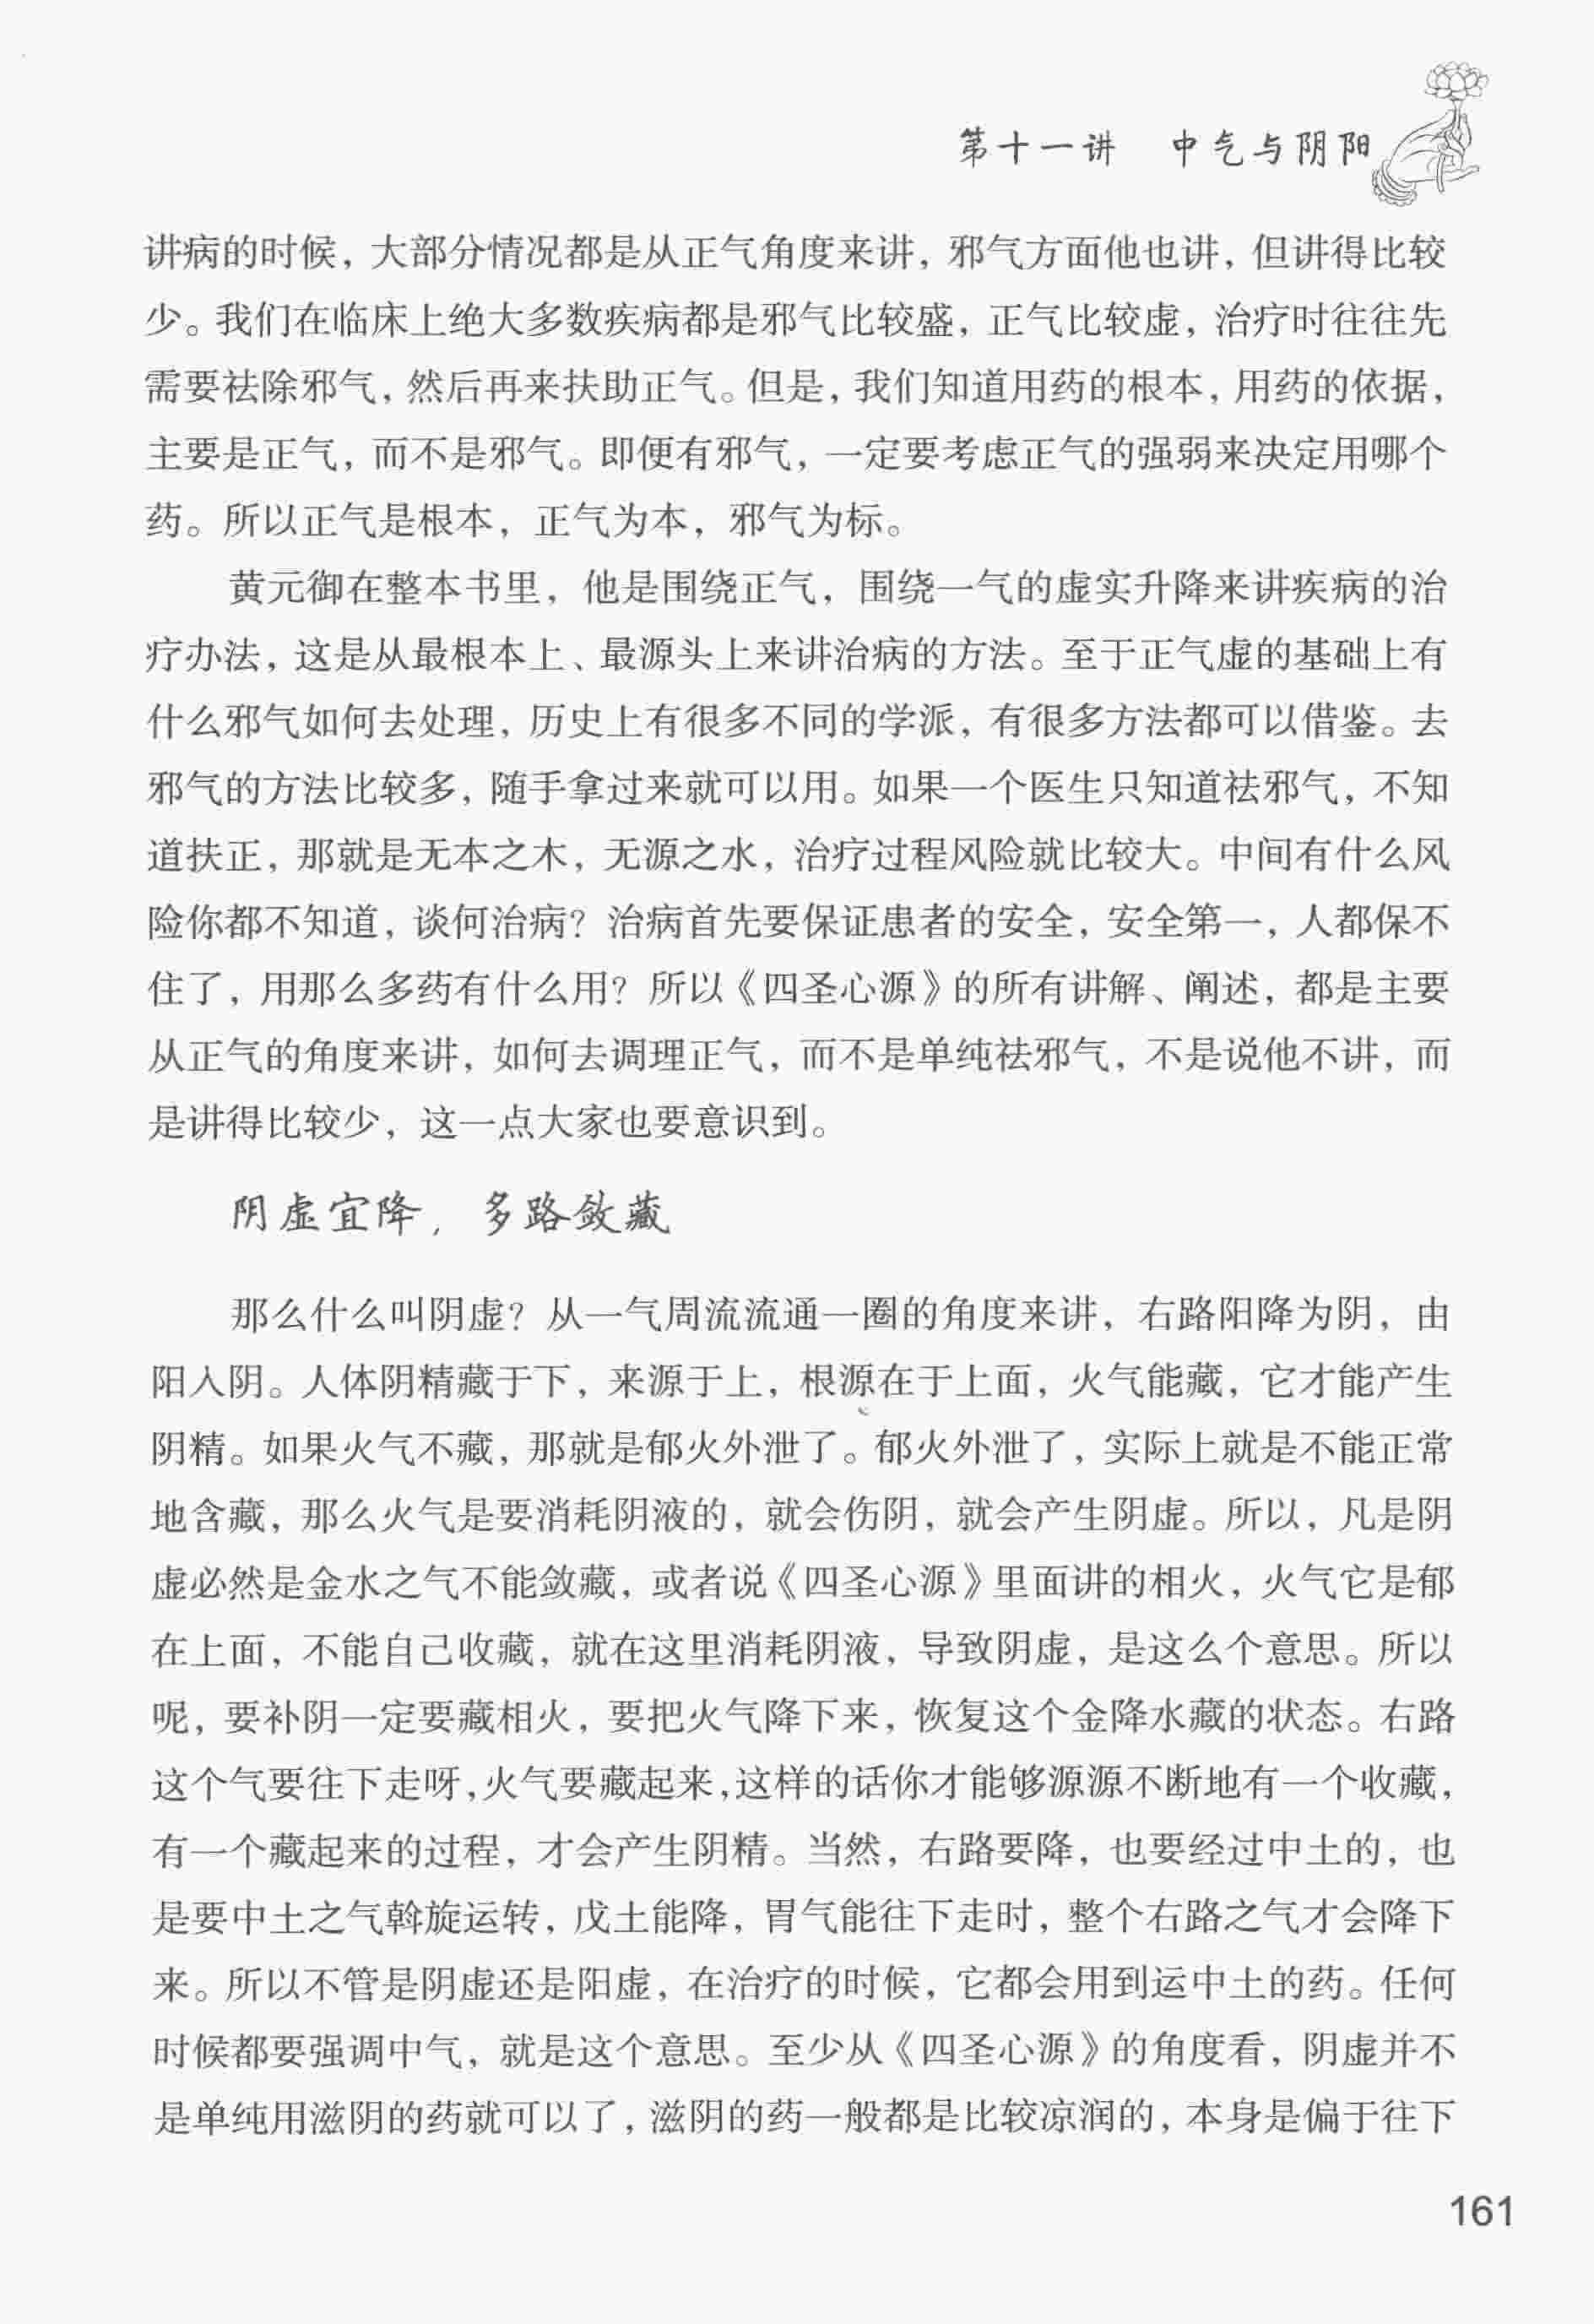 第十一讲 中气与阴阳
讲病的时候，大部分情况都是从正气角度来讲，邪气方面他也讲，但讲得比较
少。我们在临床上绝大多数疾病都是邪气比较盛，正气比较虚，治疗时往往先
需要祛除邪气，然后再来扶助正气。但是，我们知道用药的根本，用药的依据，
主要是正气，而不是邪气。即便有邪气，一定要考虑正气的强弱来决定用哪个
药。所以正气是根本，正气为本，邪气为标。
黄元御在整本书里，他是围绕正气，围绕一气的虚实升降来讲疾病的治
疗办法，这是从最根本上、最源头上来讲治病的方法。至于正气虚的基础上有
什么邪气如何去处理，历史上有很多不同的学派，有很多方法都可以借鉴。去
邪气的方法比较多，随手拿过来就可以用。如果一个医生只知道祛邪气，不知
道扶正，那就是无本之木，无源之水，治疗过程风险就比较大。中间有什么风
险你都不知道，谈何治病？治病首先要保证患者的安全，安全第一，人都保不
住了，用那么多药有什么用？所以《四圣心源》的所有讲解、阐述，都是主要
从正气的角度来讲，如何去调理正气，而不是单纯祛邪气，不是说他不讲，而
是讲得比较少，这一点大家也要意识到。
阴虚宜降，多路敛藏
那么什么叫阴虚？从一气周流流通一圈的角度来讲，右路阳降为阴，由
阳入阴。人体阴精藏于下，来源于上，根源在于上面，火气能藏，它才能产生
阴精。如果火气不藏，那就是郁火外泄了。郁火外泄了，实际上就是不能正常
地含藏，那么火气是要消耗阴液的，就会伤阴，就会产生阴虚。所以，凡是阴
虚必然是金水之气不能敛藏，或者说《四圣心源》里面讲的相火，火气它是郁
在上面，不能自己收藏，就在这里消耗阴液，导致阴虚，是这么个意思。所以
呢，要补阴一定要藏相火，要把火气降下来，恢复这个金降水藏的状态。右路
这个气要往下走呀，火气要藏起来，这样的话你才能够源源不断地有一个收藏，
有一个藏起来的过程，才会产生阴精。当然，右路要降，也要经过中土的，也
是要中土之气斡旋运转，戊土能降，胃气能往下走时，整个右路之气才会降下
来。所以不管是阴虚还是阳虚，在治疗的时候，它都会用到运中土的药。任何
时候都要强调中气，就是这个意思。至少从《四圣心源》的角度看，阴虚并不
是单纯用滋阴的药就可以了，滋阴的药一般都是比较凉润的，本身是偏于往下
161